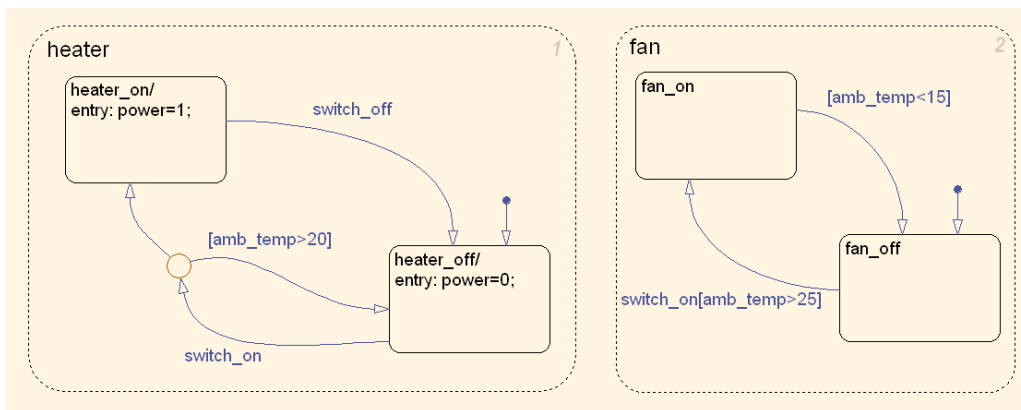 heater
1
heater_on/
entry: power=1;
switch_off
[amb_temp>20]
heater_off/
entry: power=0;
switch_on
fan
2
fan_on
[amb_temp<15]
fan_off
switch_on[amb_temp>25]